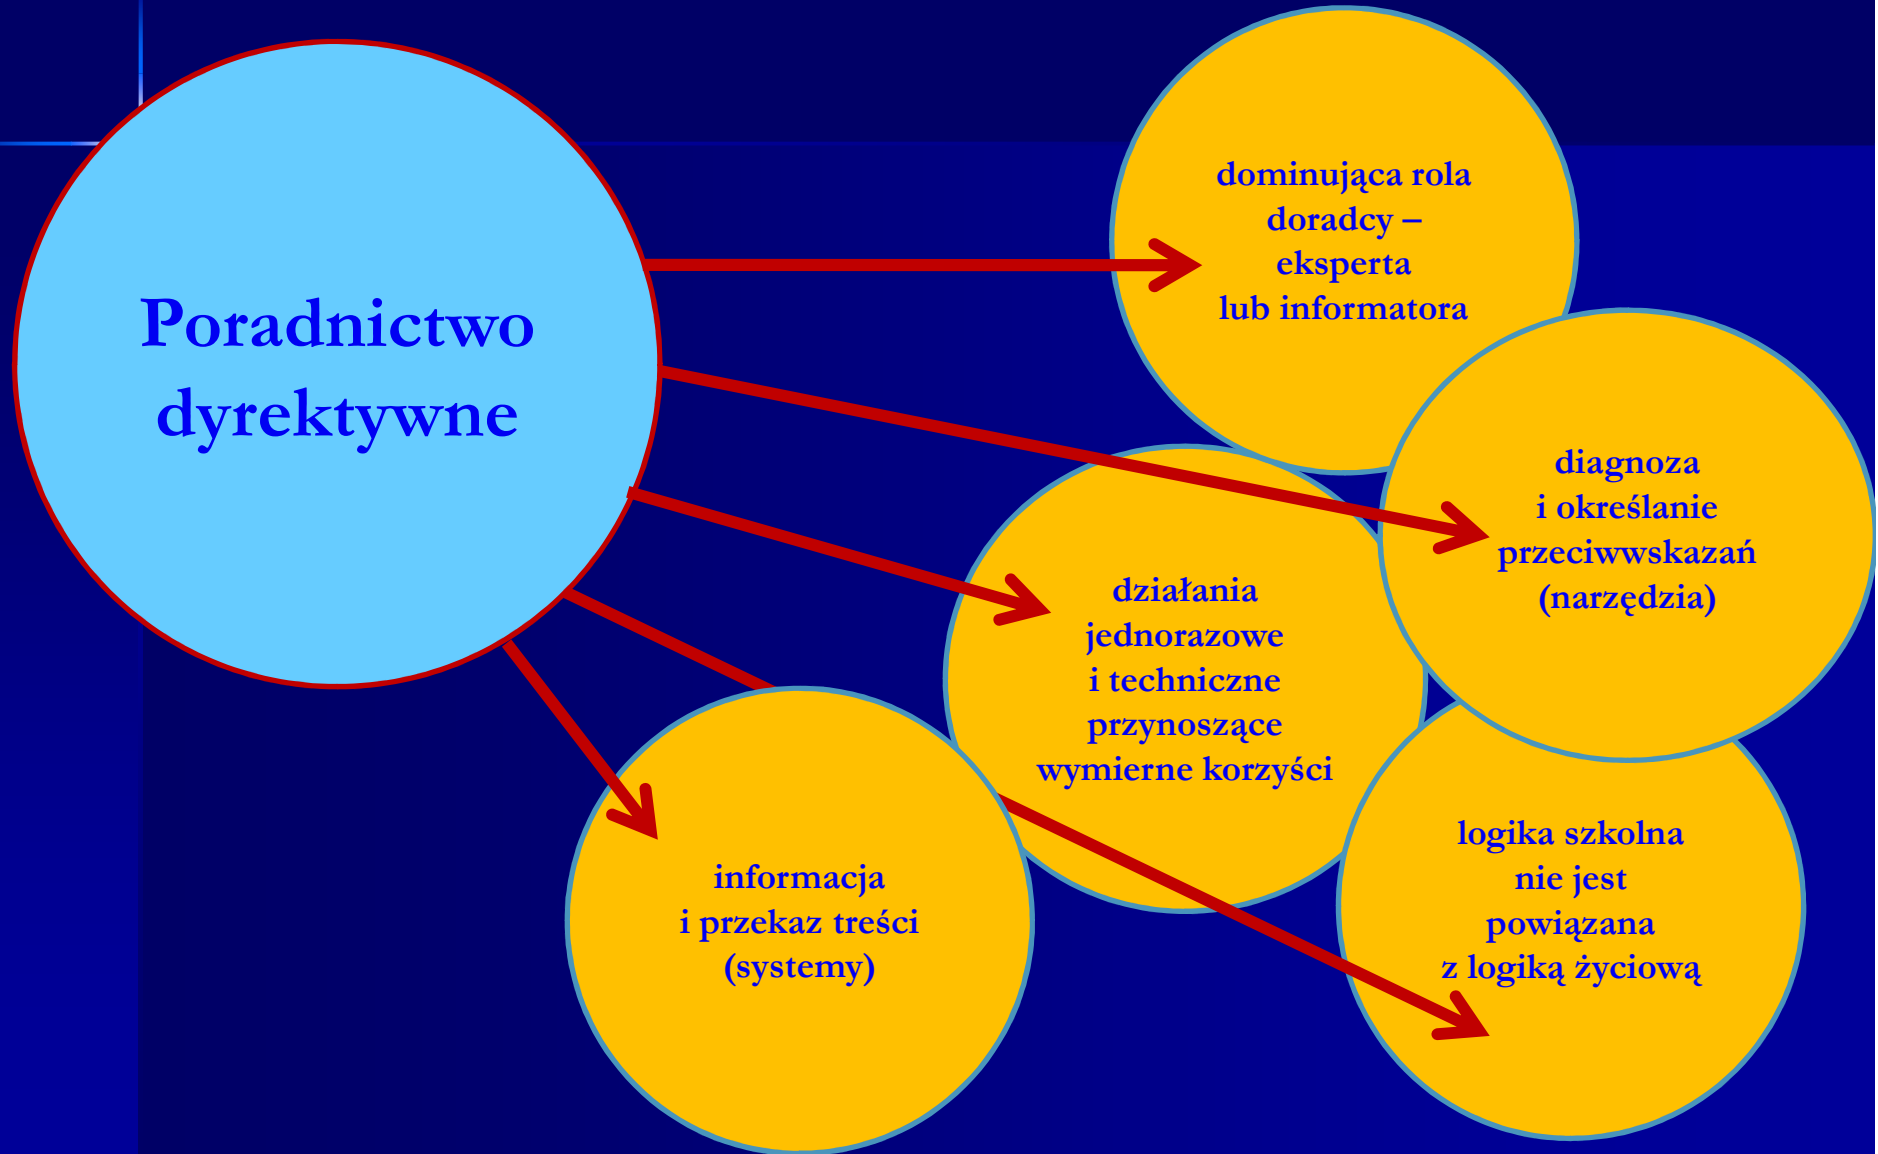 Poradnictwo
dyrektywne
dominująca rola
doradcy –
eksperta
lub informatora
diagnoza
i określanie
przeciwwskazań
(narzędzia)
działania
jednorazowe
i techniczne
przynoszące
wymierne korzyści
logika szkolna
nie jest
powiązana
z logiką życiową
informacja
i przekaz treści
(systemy)